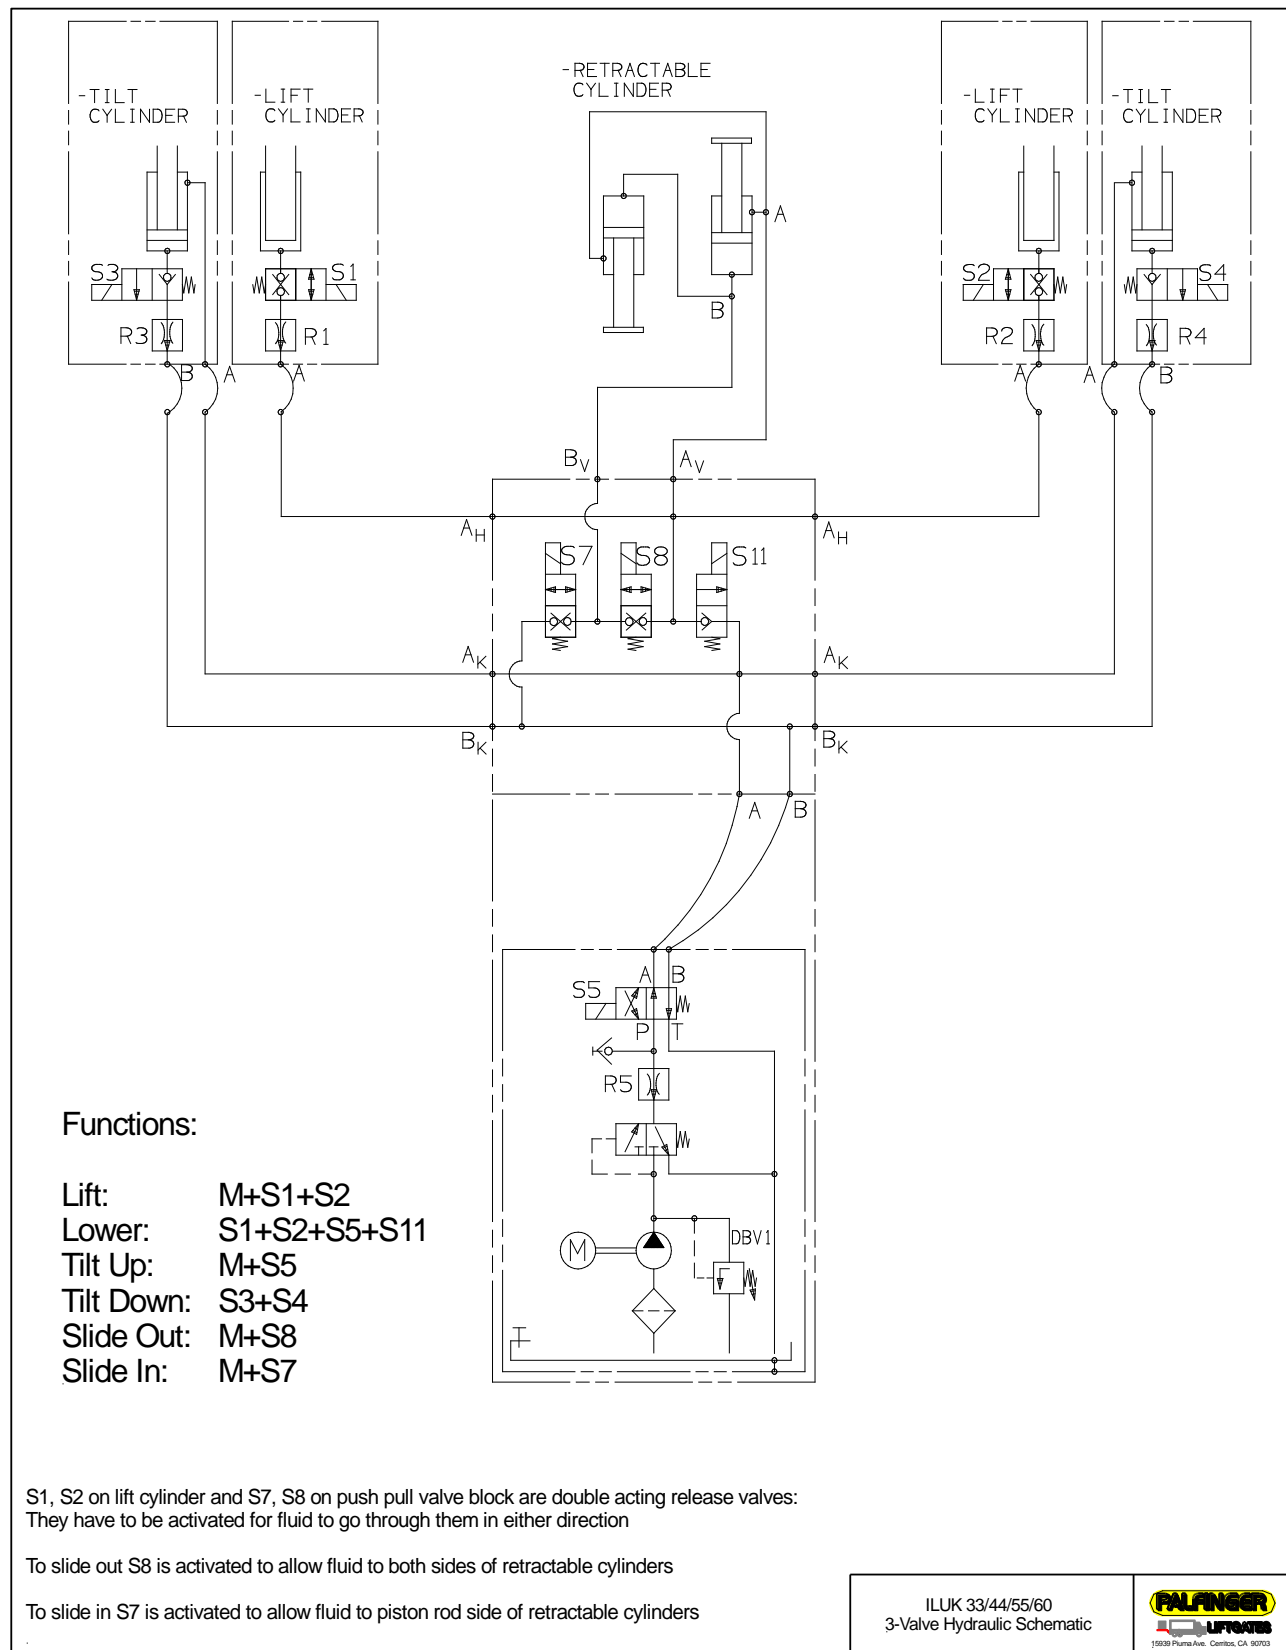 -TILT
CYLINDER
-LIFT
CYLINDER
-RETRACTABLE
CYLINDER
-LIFT
CYLINDER
-TILT
CYLINDER
A
B
S3
S1
S2
S4
R3
R1
R2
R4
B
A
A
A
A
B
BV
AV
AH
AH
S7
S8
S11
AK
AK
BK
BK
A
B
A
B
S5
P
T
R5
DBV1
M
Functions:
Lift: M+S1+S2
Lower: S1+S2+S5+S11
Tilt Up: M+S5
Tilt Down: S3+S4
Slide Out: M+S8
Slide In: M+S7
S1, S2 on lift cylinder and S7, S8 on push pull valve block are double acting release valves:
They have to be activated for fluid to go through them in either direction
To slide out S8 is activated to allow fluid to both sides of retractable cylinders
To slide in S7 is activated to allow fluid to piston rod side of retractable cylinders
ILUK 33/44/55/60
3-Valve Hydraulic Schematic
PALFINGER
LIFTGATES
15939 Piuma Ave. Cerritos, CA 90703